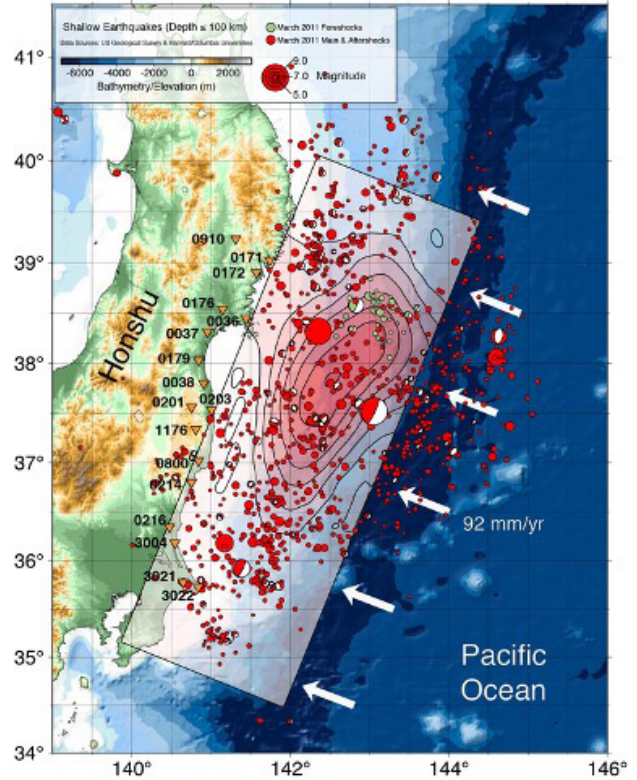 Shallow Earthquakes (Depth ≤ 100 km)
Data Sources: US Geological Survey & Harvard/Columbia Universities
-8000 -6000 -4000 -2000 0 2000
Bathymetry/Elevation (m)
March 2011 Foreshocks
March 2011 Main & Aftershocks
9.0
7.0 Magnitude
5.0
41°
40°
39°
38°
37°
36°
35°
34°
140° 142° 144° 146°
Honshu
0910
0171
0172
0176
0036
0037
0179
0038
0201 0203
1176
0800
0214
0216
3004
3021
3022
92 mm/yr
Pacific
Ocean